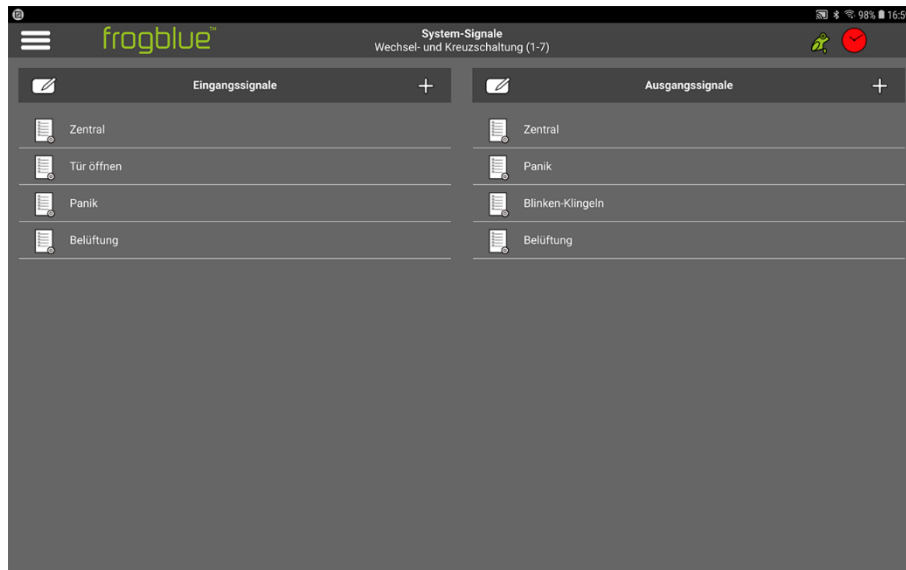 98% 16:5
frogblue™
System-Signale
Wechsel- und Kreuzschaltung (1-7)
Eingangssignale +
Ausgangssignale +
Zentral
Tür öffnen
Panik
Belüftung
Zentral
Panik
Blinken-Klingeln
Belüftung